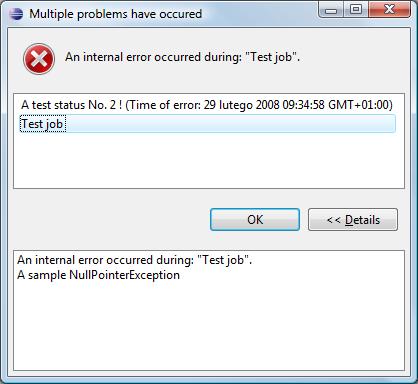 Multiple problems have occured
An internal error occurred during: "Test job".
A test status No. 2 ! (Time of error: 29 lutego 2008 09:34:58 GMT+01:00)
Test job
OK
<< Details
An internal error occurred during: "Test job".
A sample NullPointerException